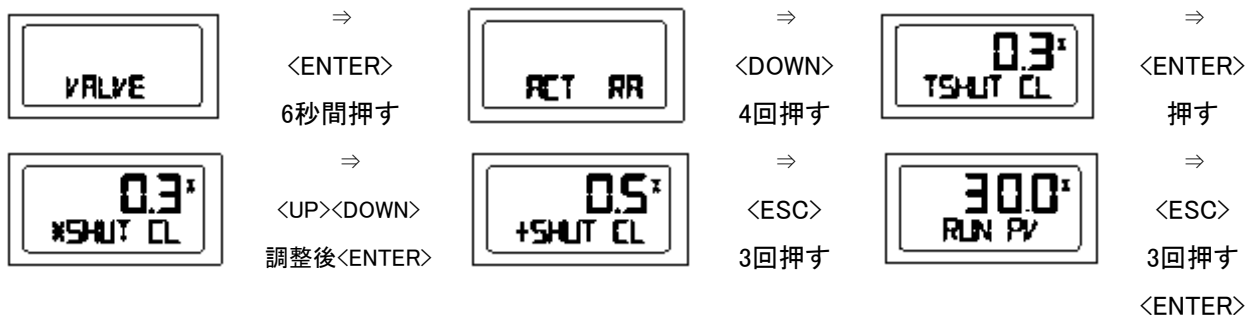 ⇒ ⇒ 0.3% ⇒
VALVE <ENTER> ACT RA <DOWN> TSHUT CL <ENTER>
6秒間押す 4回押す 押す
0.3% ⇒ 0.5% ⇒ 30.0% ⇒
*SHUT CL <UP><DOWN> +SHUT CL <ESC> RUN PV <ESC>
調整後<ENTER> 3回押す 3回押す
<ENTER>